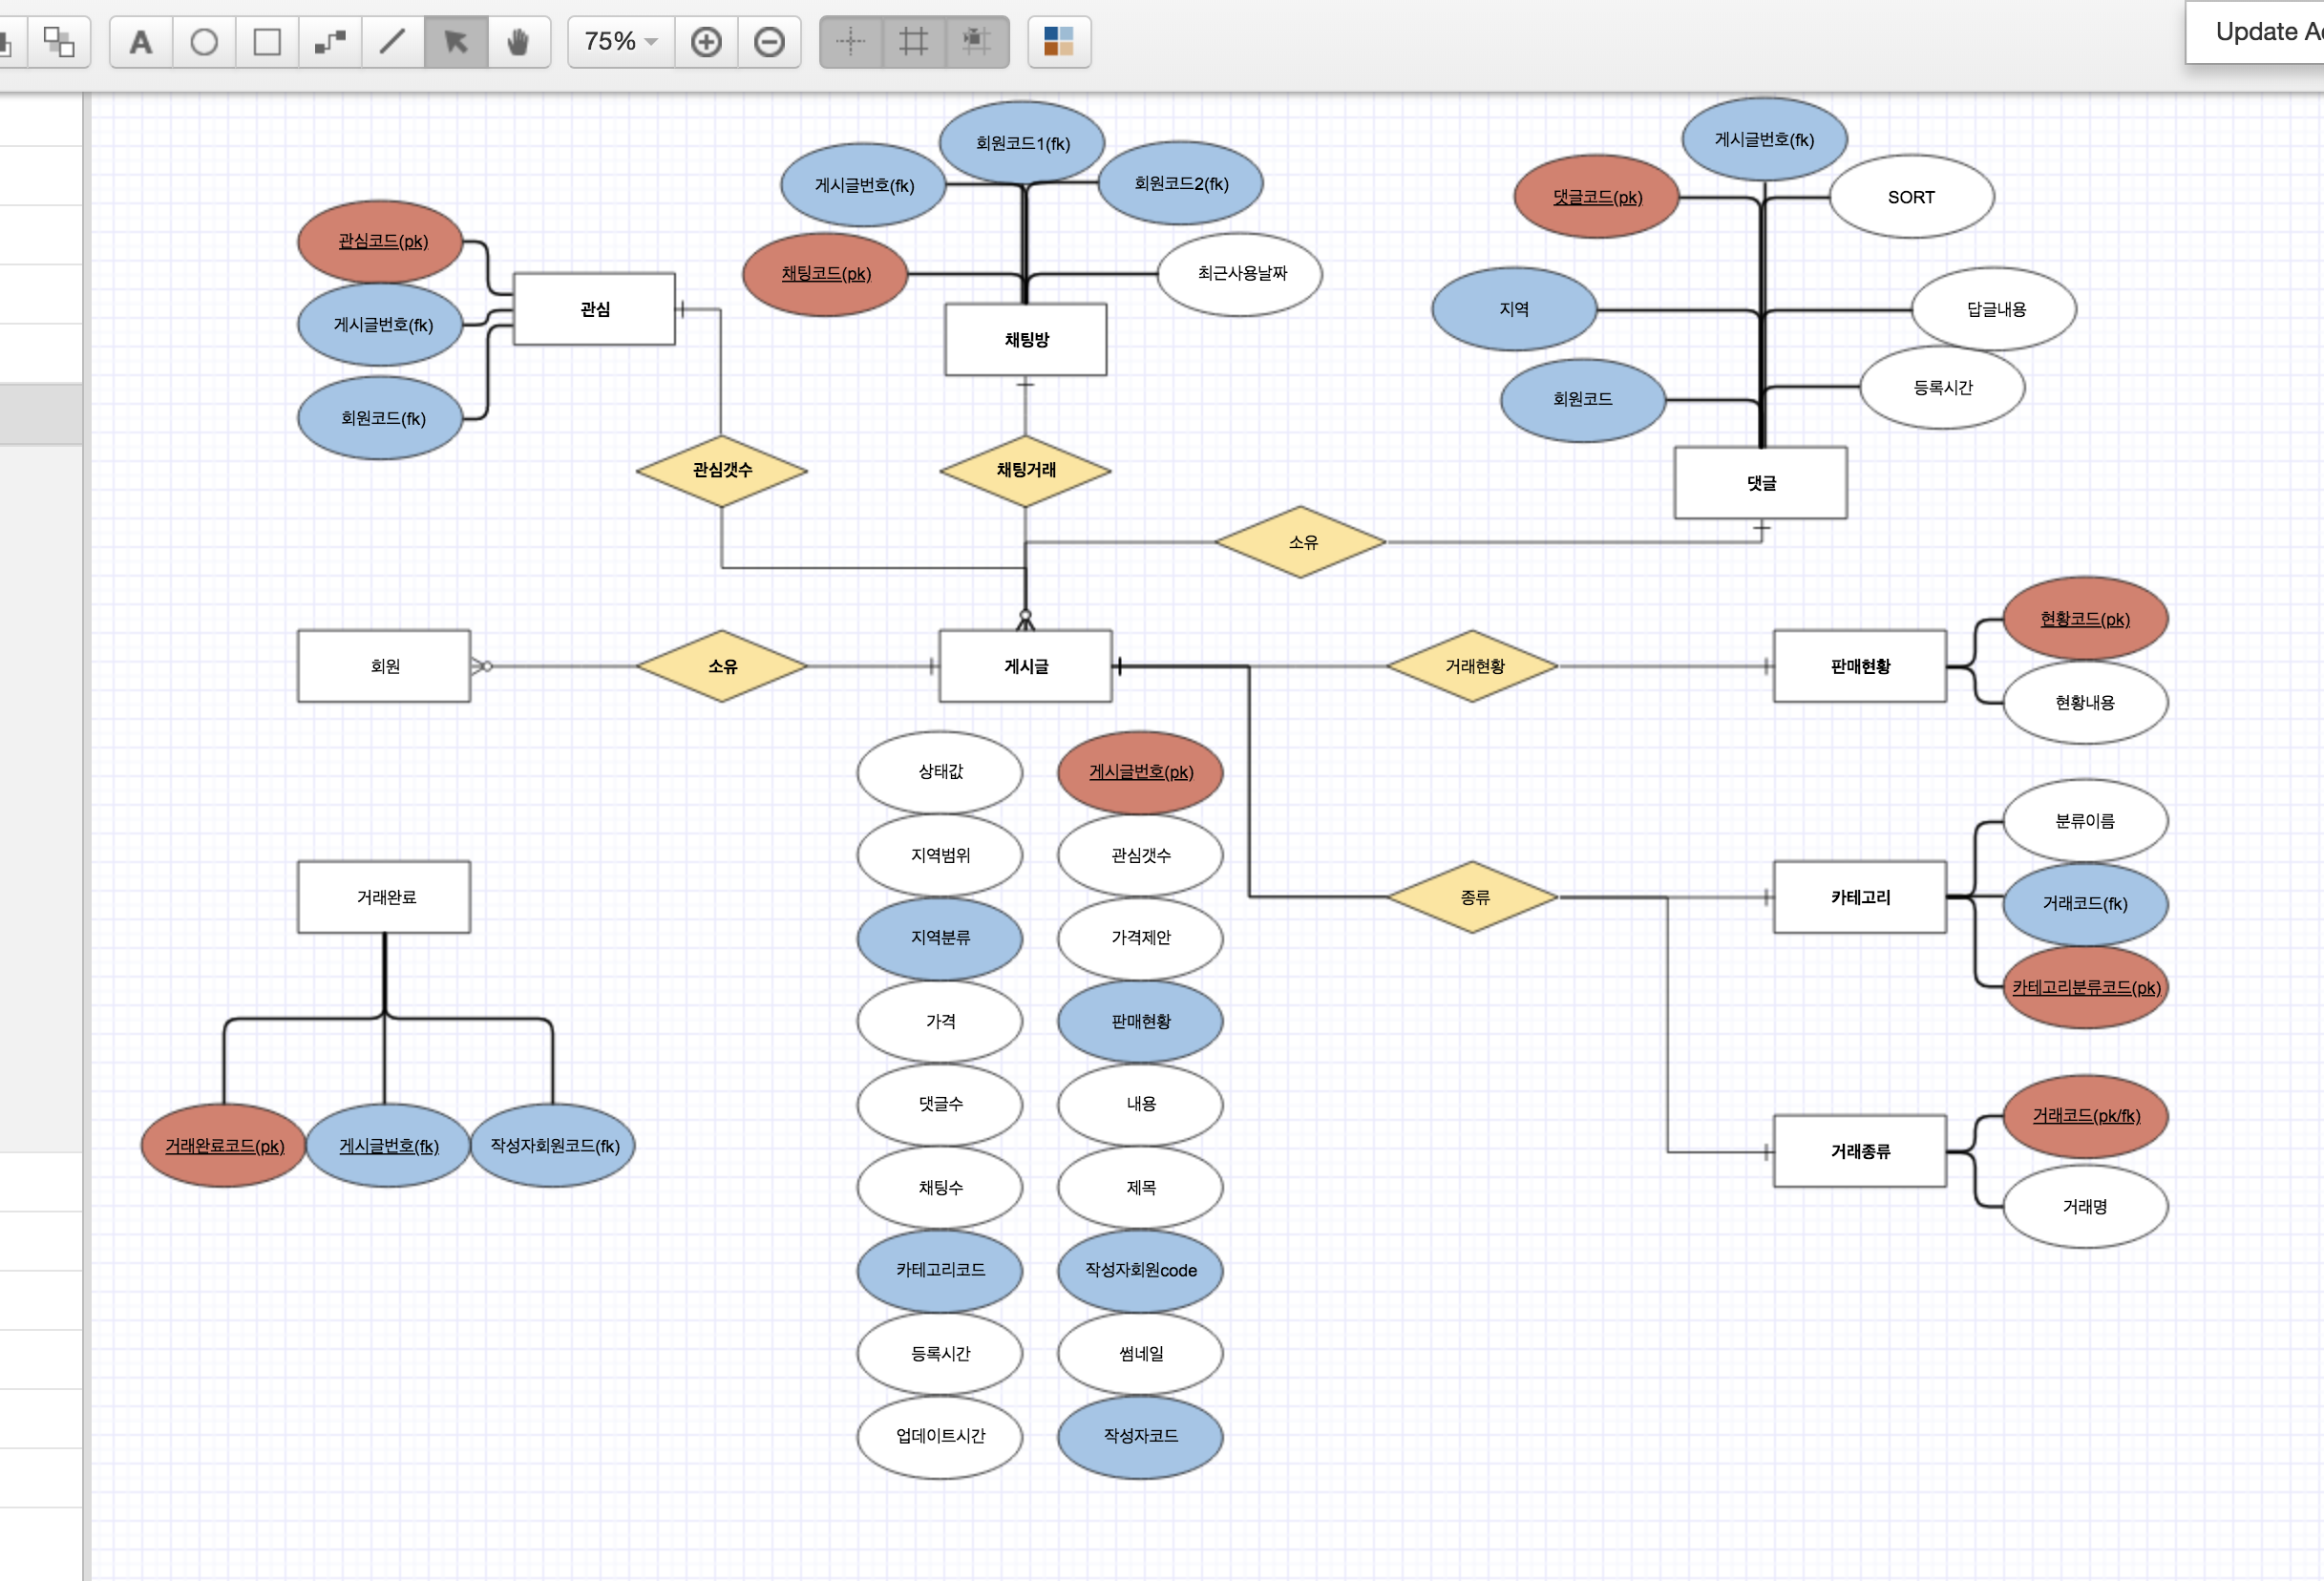 75%
Update
회원코드1(fk)
게시글번호(fk)
회원코드2(fk)
채팅코드(pk)
최근사용날짜
채팅방
게시글번호(fk)
댓글코드(pk)
SORT
지역
답글내용
회원코드
등록시간
댓글
관심코드(pk)
게시글번호(fk)
회원코드(fk)
관심
관심갯수
채팅거래
소유
회원
소유
게시글
거래현황
판매현황
현황코드(pk)
현황내용
상태값
게시글번호(pk)
지역범위
관심갯수
지역분류
가격제안
가격
판매현황
댓글수
내용
채팅수
제목
카테고리코드
작성자회원code
등록시간
썸네일
업데이트시간
작성자코드
종류
카테고리
분류이름
거래코드(fk)
카테고리분류코드(pk)
거래종류
거래코드(pk/fk)
거래명
거래완료
거래완료코드(pk)
게시글번호(fk)
작성자회원코드(fk)